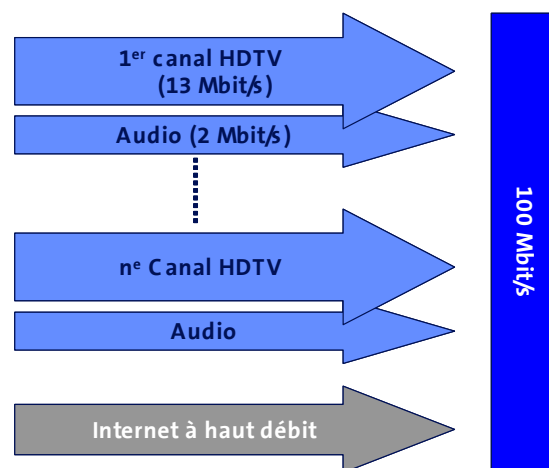 1er canal HDTV
(13 Mbit/s)
Audio (2 Mbit/s)
ne Canal HDTV
Audio
Internet à haut débit
100 Mbit/s